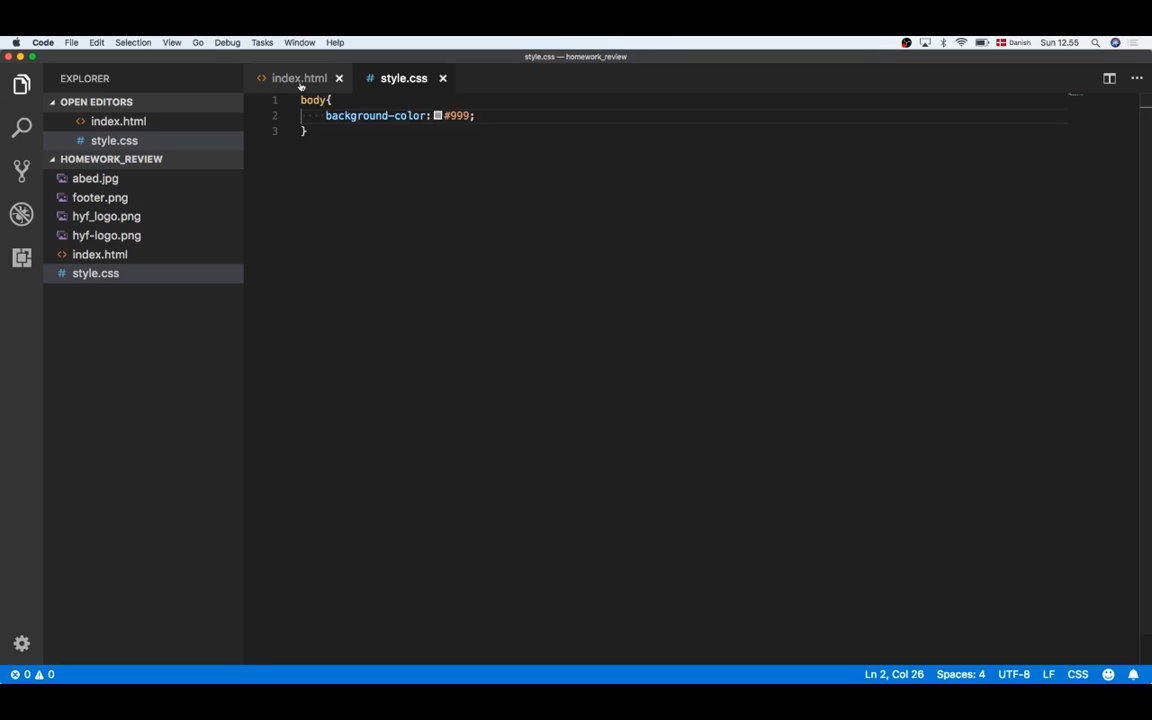 Code File Edit Selection View Go Debug Tasks Window Help Danish Sun 12.55
style.css — homework_review
EXPLORER
index.html
style.css
OPEN EDITORS
index.html
style.css
HOMEWORK_REVIEW
abed.jpg
footer.png
hyf_logo.png
hyf-logo.png
index.html
style.css
1 body{
2 background-color: #999;
3 }
0 0 Ln 2, Col 26 Spaces: 4 UTF-8 LF CSS